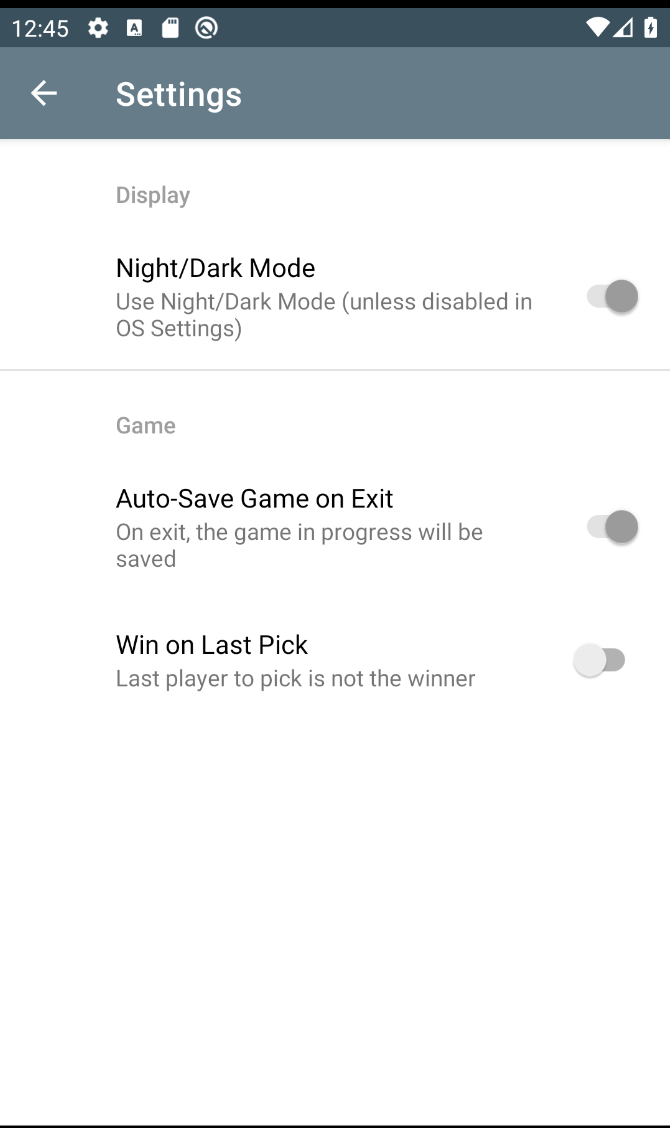 12:45
Settings
Display
Night/Dark Mode
Use Night/Dark Mode (unless disabled in
OS Settings)
Game
Auto-Save Game on Exit
On exit, the game in progress will be
saved
Win on Last Pick
Last player to pick is not the winner